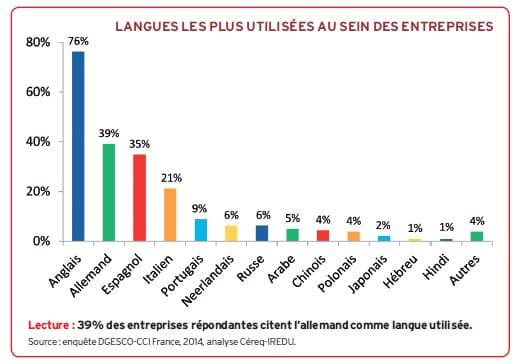 LANGUES LES PLUS UTILISÉES AU SEIN DES ENTREPRISES
80%
60%
40%
20%
0%
76%
39%
35%
21%
9%
6%
6%
5%
4%
4%
2%
1%
1%
4%
Anglais
Allemand
Espagnol
Italien
Portugais
Neerlandais
Russe
Arabe
Chinois
Polonais
Japonais
Hébreu
Hindi
Autres
Lecture : 39% des entreprises répondantes citent l'allemand comme langue utilisée.
Source : enquête DGESCO-CCI France, 2014, analyse Céreq-IREDU.